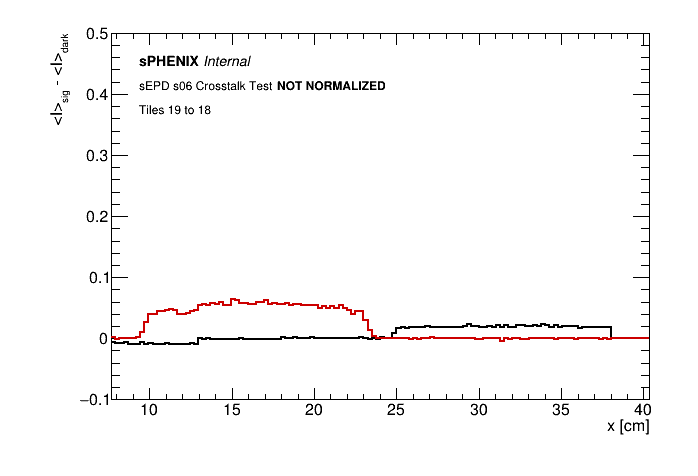 <I>sig - <I>dark
0.5
sPHENIX Internal
sEPD s06 Crosstalk Test NOT NORMALIZED
0.4
Tiles 19 to 18
0.3
0.2
0.1
0
−0.1
10 15 20 25 30 35 40
x [cm]